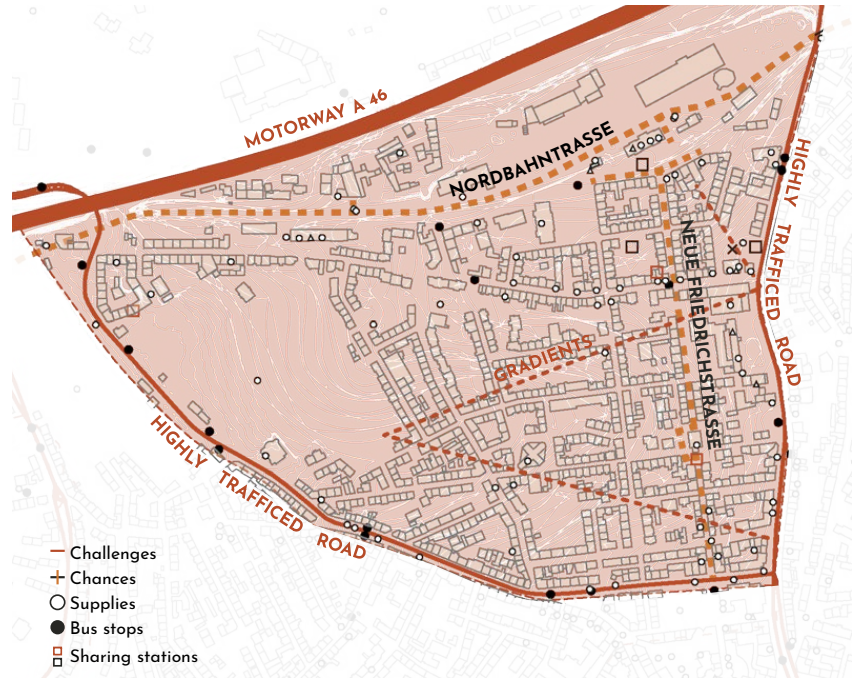 MOTORWAY A 46
NORDBAHNTRASSE
HIGHLY TRAFFICED ROAD
NEUE FRIEDRICHSTRASSE
GRADIENTS
HIGHLY TRAFFICED ROAD
Challenges
Chances
Supplies
Bus stops
Sharing stations